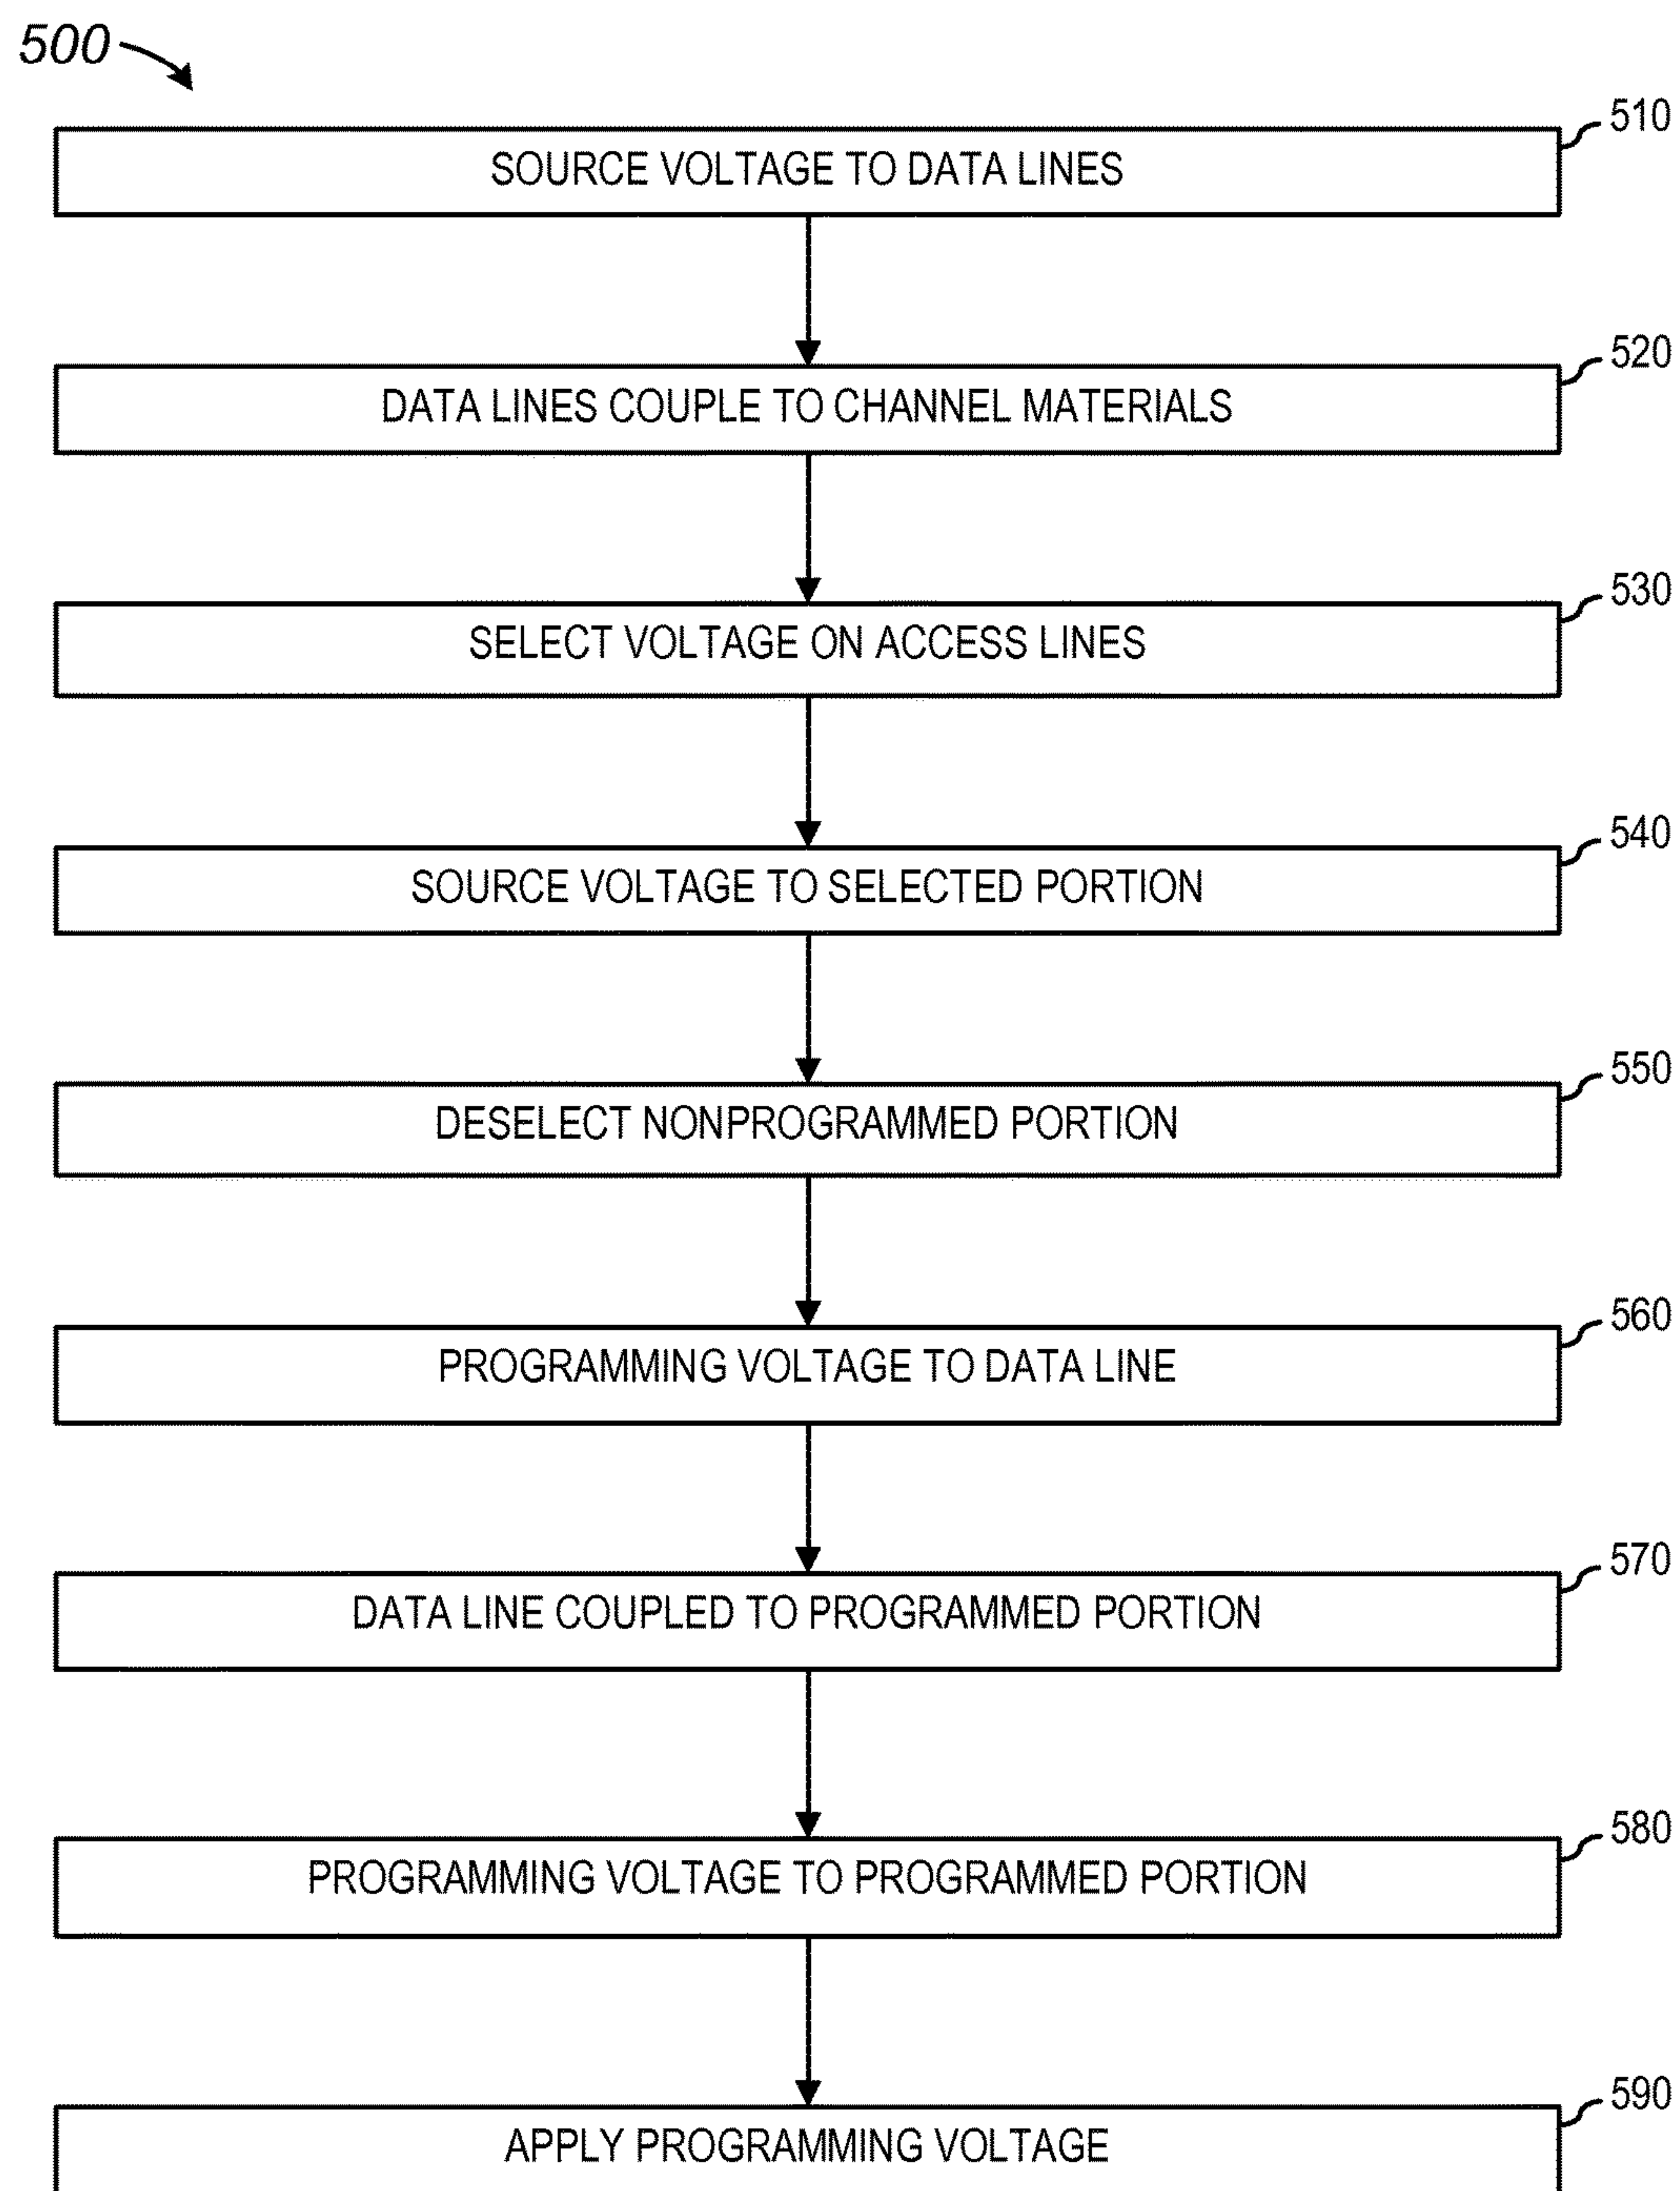 500
510
SOURCE VOLTAGE TO DATA LINES
520
DATA LINES COUPLE TO CHANNEL MATERIALS
530
SELECT VOLTAGE ON ACCESS LINES
540
SOURCE VOLTAGE TO SELECTED PORTION
550
DESELECT NONPROGRAMMED PORTION
560
PROGRAMMING VOLTAGE TO DATA LINE
570
DATA LINE COUPLED TO PROGRAMMED PORTION
580
PROGRAMMING VOLTAGE TO PROGRAMMED PORTION
590
APPLY PROGRAMMING VOLTAGE